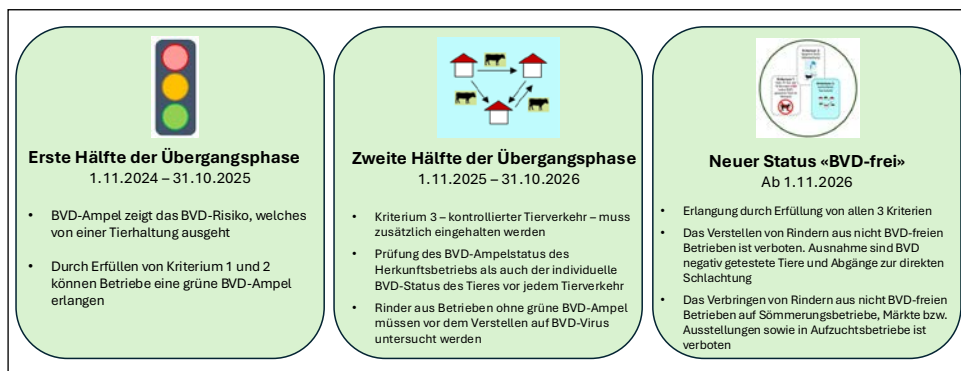 Erste Hälfte der Übergangsphase
1.11.2024 – 31.10.2025
• BVD-Ampel zeigt das BVD-Risiko, welches
von einer Tierhaltung ausgeht
• Durch Erfüllen von Kriterium 1 und 2
können Betriebe eine grüne BVD-Ampel
erlangen
Zweite Hälfte der Übergangsphase
1.11.2025 – 31.10.2026
• Kriterium 3 – kontrollierter Tierverkehr – muss
zusätzlich eingehalten werden
• Prüfung des BVD-Ampelstatus des
Herkunftsbetriebs als auch der individuelle
BVD-Status des Tieres vor jedem Tierverkehr
• Rinder aus Betrieben ohne grüne BVD-Ampel
müssen vor dem Verstellen auf BVD-Virus
untersucht werden
Neuer Status «BVD-frei»
Ab 1.11.2026
• Erlangung durch Erfüllung von allen 3 Kriterien
• Das Verstellen von Rindern aus nicht BVD-freien
Betrieben ist verboten. Ausnahme sind BVD
negativ getestete Tiere und Abgänge zur direkten
Schlachtung
• Das Verbringen von Rindern aus nicht BVD-freien
Betrieben auf Sömmerungsbetriebe, Märkte bzw.
Ausstellungen sowie in Aufzuchtsbetriebe ist
verboten